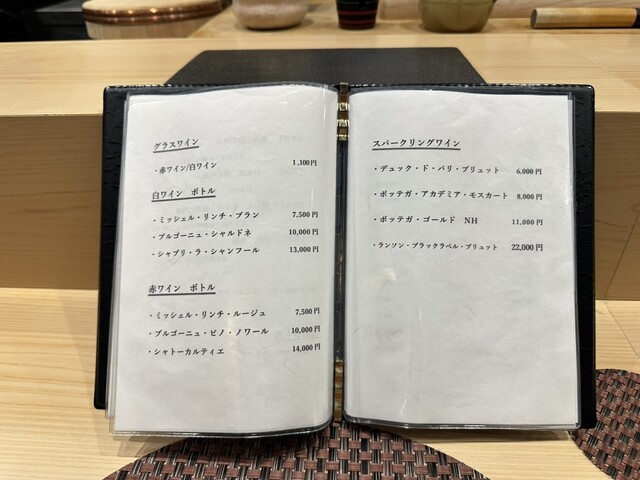 グラスワイン
・赤ワイン/白ワイン 1,100円
白ワイン ボトル
・ミッシェル・リンチ・ブラン 7,500円
・ブルゴーニュ・シャルドネ 10,000円
・シャブリ・ラ・シャンフール 13,000円
赤ワイン ボトル
・ミッシェル・リンチ・ルージュ 7,500円
・ブルゴーニュ・ピノ・ノワール 10,000円
・シャトーカルティエ 14,000円
スパークリングワイン
・デュック・ド・パリ・ブリュット 6,000円
・ボッテガ・アカデミア・モスカート 8,000円
・ボッテガ・ゴールド NH 11,000円
・ランソン・ブラックラベル・ブリュット 22,000円